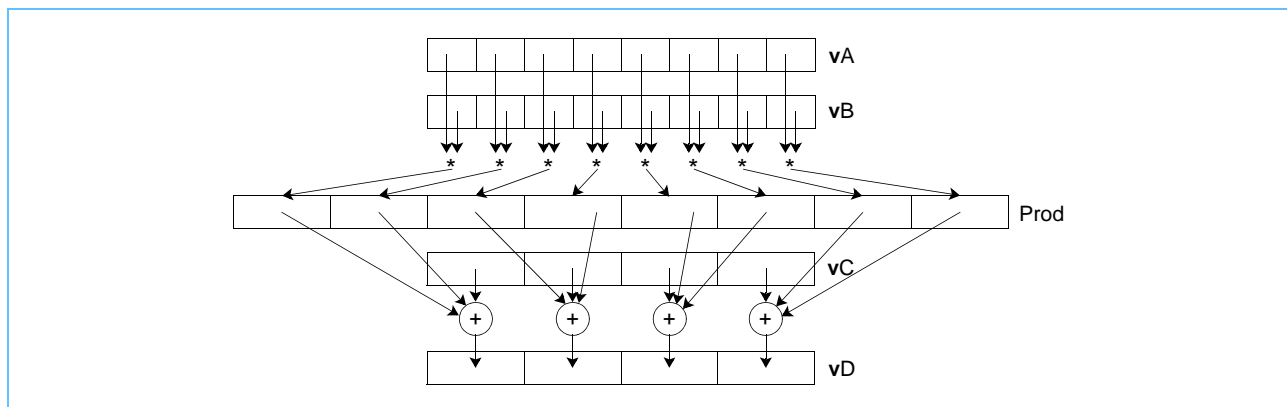 vA
vB
* * * * * * * *
Prod
vC
+ + + +
vD